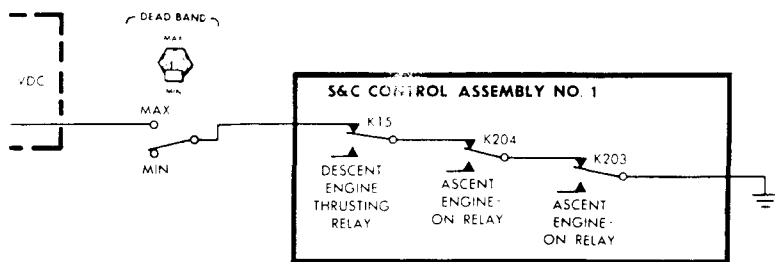 DEAD BAND
MAX
MIN
VDC
MAX
MIN
S&C CONTROL ASSEMBLY NO. 1
K15
K204
K203
DESCENT
ENGINE
THRUSTING
RELAY
ASCENT
ENGINE-
ON RELAY
ASCENT
ENGINE-
ON RELAY